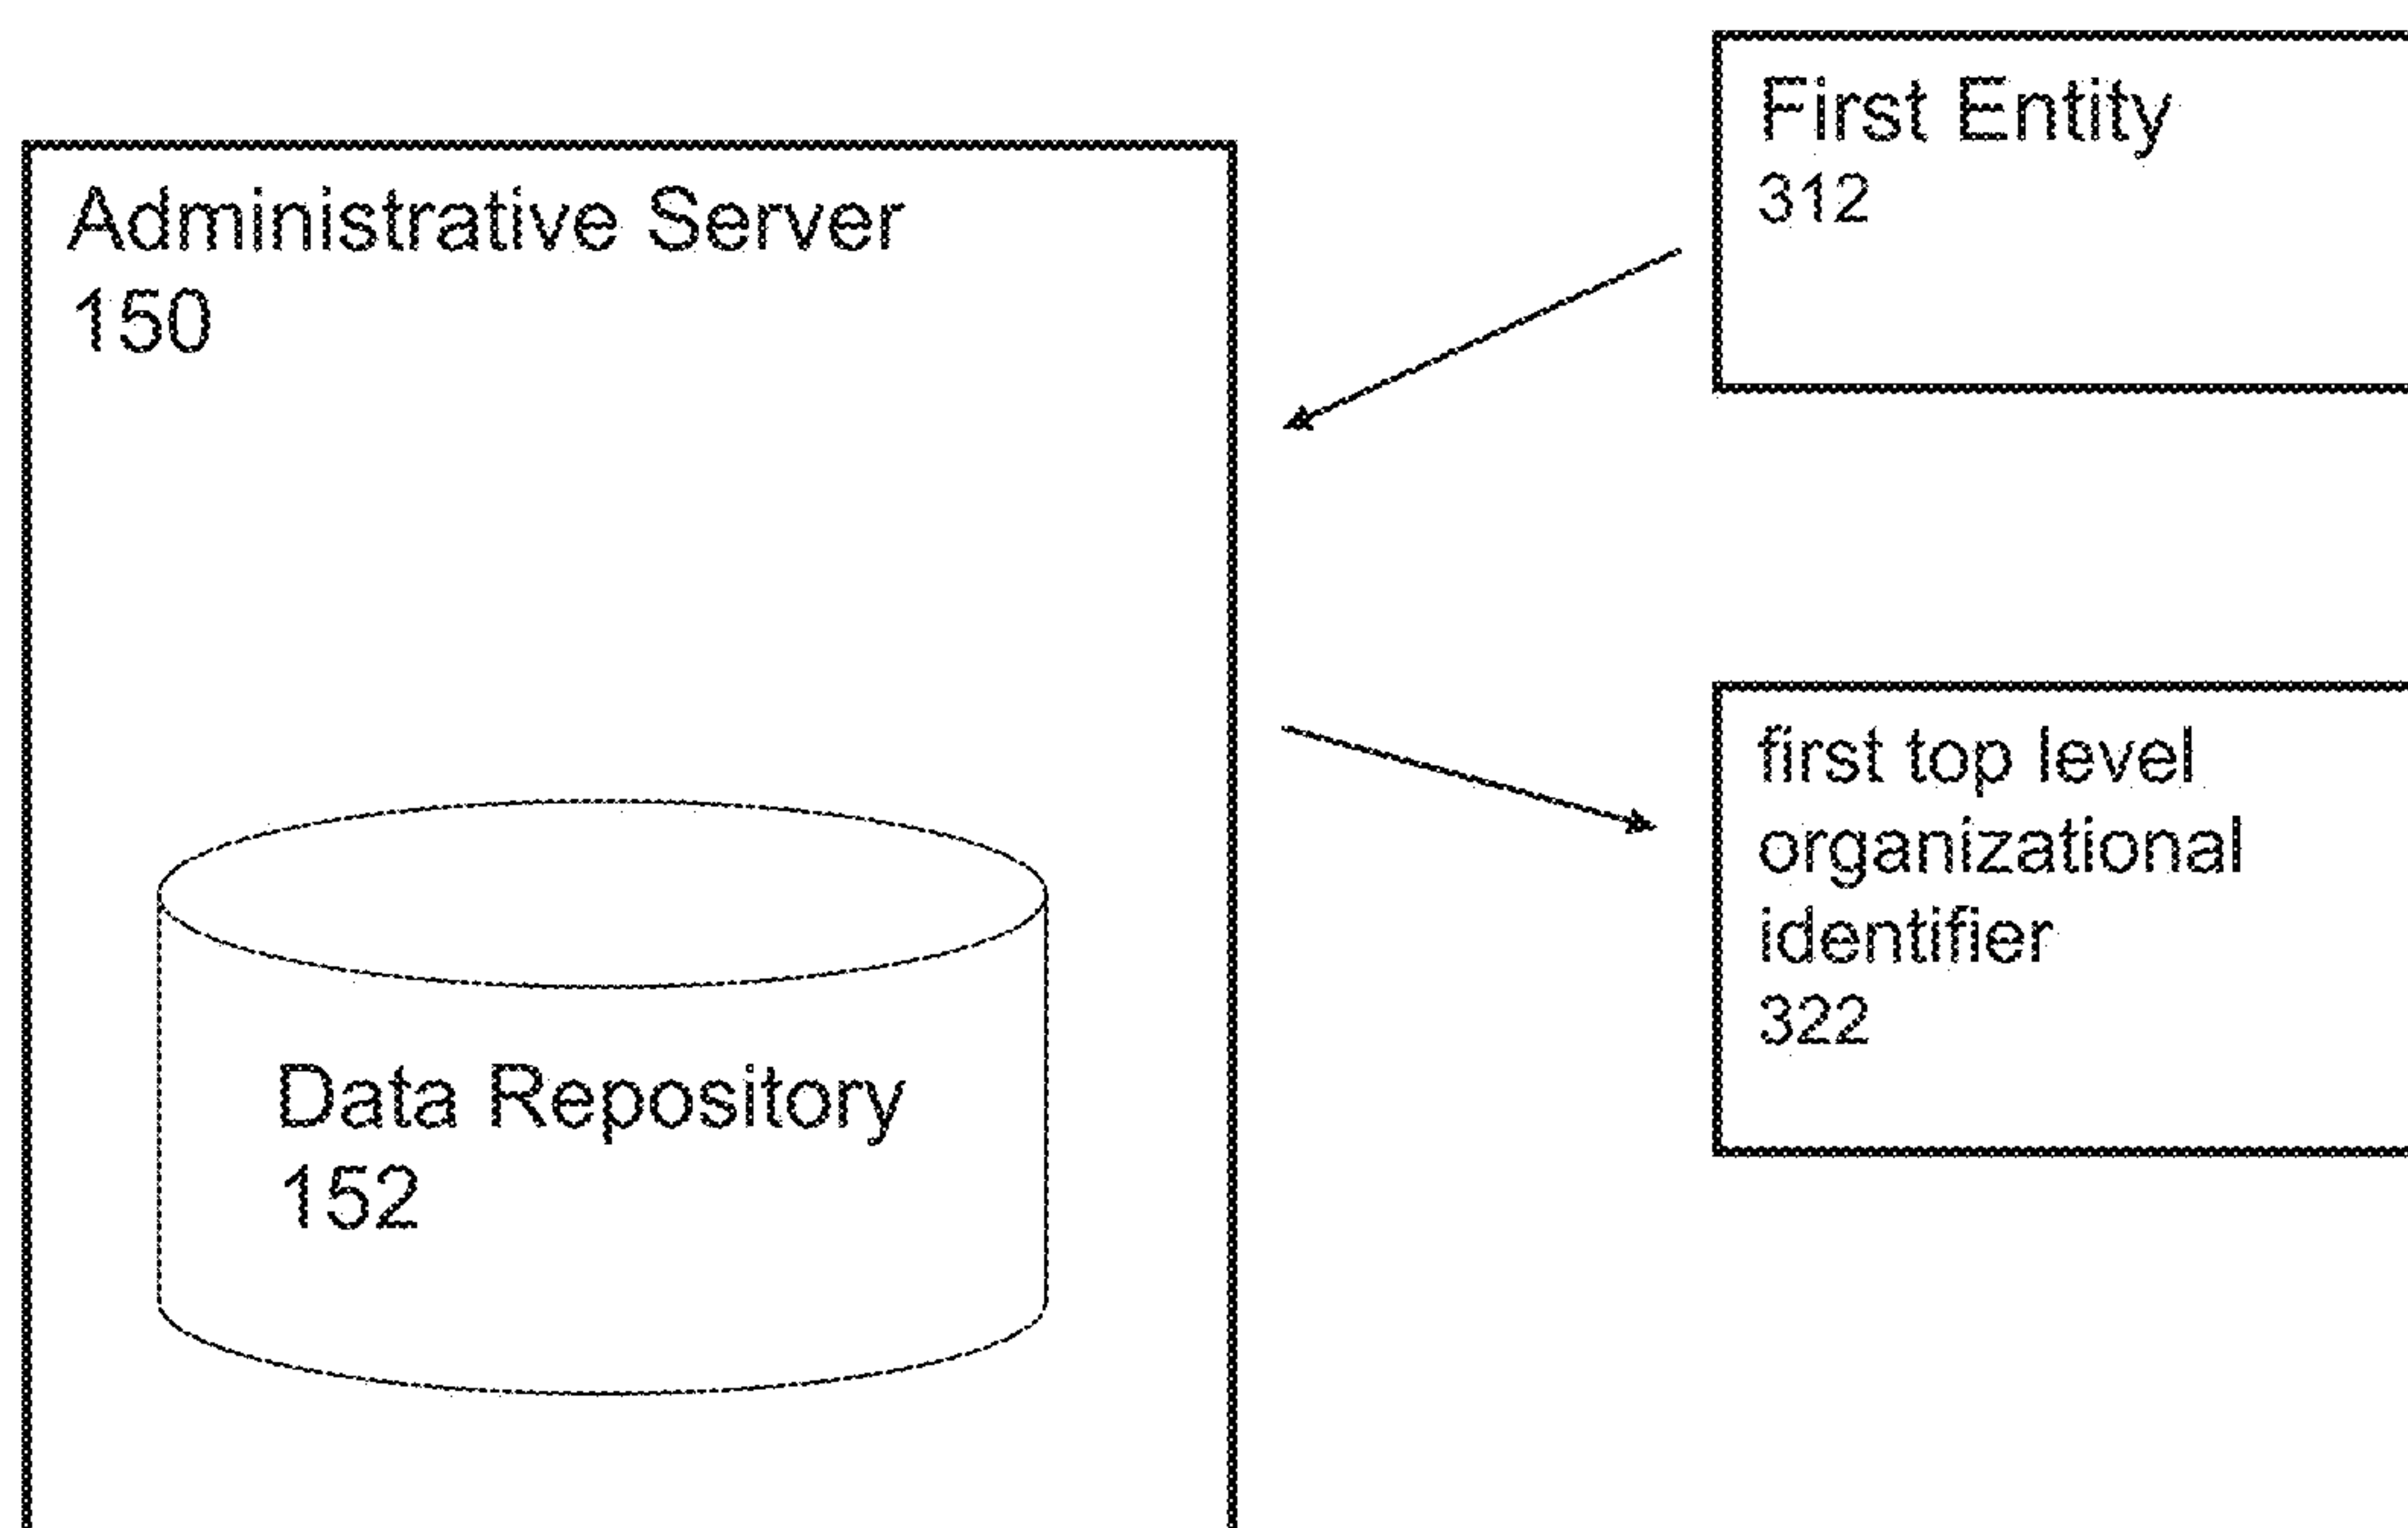 Administrative Server
150
Data Repository
152
First Entity
312
first top level
organizational
identifier
322